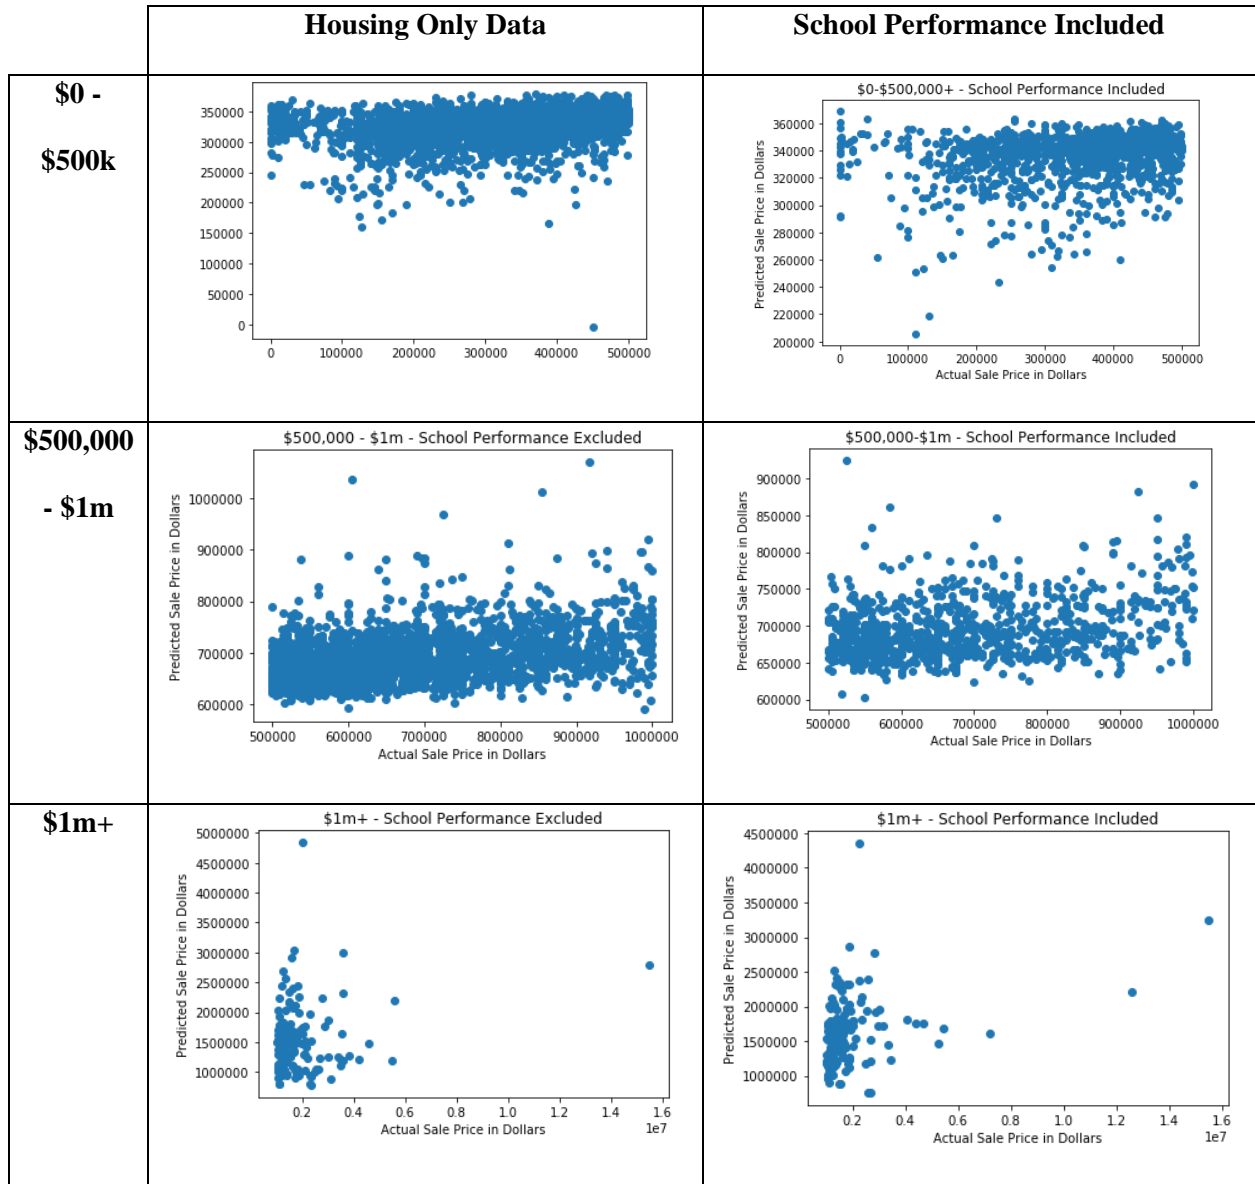 Housing Only Data
School Performance Included
$0 -
$500k
350000
300000
250000
200000
150000
100000
50000
0
0 100000 200000 300000 400000 500000
$0-$500,000+ - School Performance Included
Predicted Sale Price in Dollars
360000
340000
320000
300000
280000
260000
240000
220000
200000
0 100000 200000 300000 400000 500000
Actual Sale Price in Dollars
$500,000
- $1m
$500,000 - $1m - School Performance Excluded
Predicted Sale Price in Dollars
1000000
900000
800000
700000
600000
500000 600000 700000 800000 900000 1000000
Actual Sale Price in Dollars
$500,000-$1m - School Performance Included
Predicted Sale Price in Dollars
900000
850000
800000
750000
700000
650000
600000
500000 600000 700000 800000 900000 1000000
Actual Sale Price in Dollars
$1m+
$1m+ - School Performance Excluded
Predicted Sale Price in Dollars
5000000
4500000
4000000
3500000
3000000
2500000
2000000
1500000
1000000
0.2 0.4 0.6 0.8 1.0 1.2 1.4 1.6
1e7
Actual Sale Price in Dollars
$1m+ - School Performance Included
Predicted Sale Price in Dollars
4500000
4000000
3500000
3000000
2500000
2000000
1500000
1000000
0.2 0.4 0.6 0.8 1.0 1.2 1.4 1.6
1e7
Actual Sale Price in Dollars